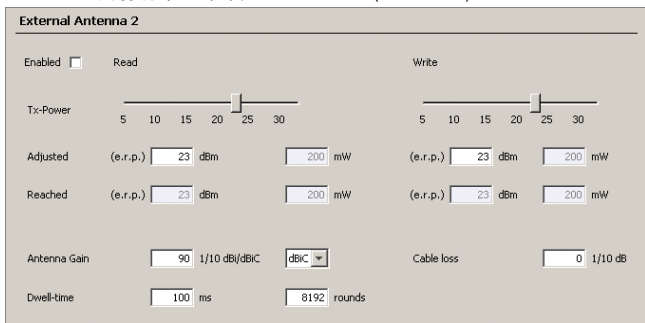 External Antenna 2
Enabled Read Write
Tx-Power
5 10 15 20 25 30 5 10 15 20 25 30
Adjusted (e.r.p.) 23 dBm 200 mW (e.r.p.) 23 dBm 200 mW
Reached (e.r.p.) 23 dBm 200 mW (e.r.p.) 23 dBm 200 mW
Antenna Gain 90 1/10 dBi/dBiC dBiC Cable loss 0 1/10 dB
Dwell-time 100 ms 8192 rounds